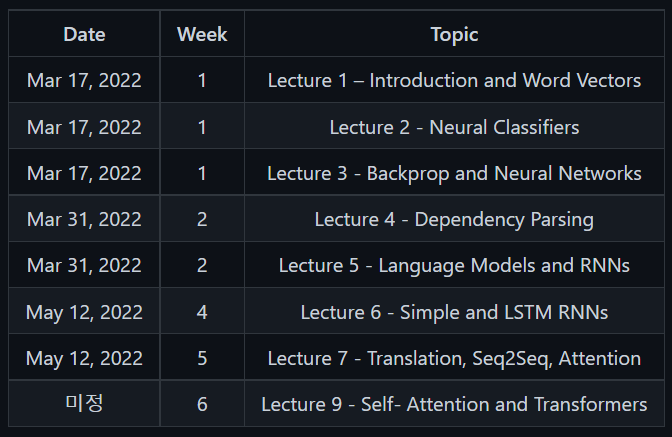 Date Week Topic
Mar 17, 2022 1 Lecture 1 – Introduction and Word Vectors
Mar 17, 2022 1 Lecture 2 - Neural Classifiers
Mar 17, 2022 1 Lecture 3 - Backprop and Neural Networks
Mar 31, 2022 2 Lecture 4 - Dependency Parsing
Mar 31, 2022 2 Lecture 5 - Language Models and RNNs
May 12, 2022 4 Lecture 6 - Simple and LSTM RNNs
May 12, 2022 5 Lecture 7 - Translation, Seq2Seq, Attention
미정 6 Lecture 9 - Self- Attention and Transformers